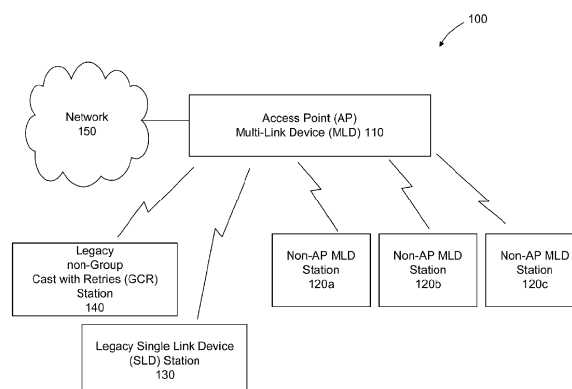 100
Network
150
Access Point (AP)
Multi-Link Device (MLD) 110
Legacy
non-Group
Cast with Retries (GCR)
Station
140
Non-AP MLD
Station
120a
Non-AP MLD
Station
120b
Non-AP MLD
Station
120c
Legacy Single Link Device
(SLD) Station
130